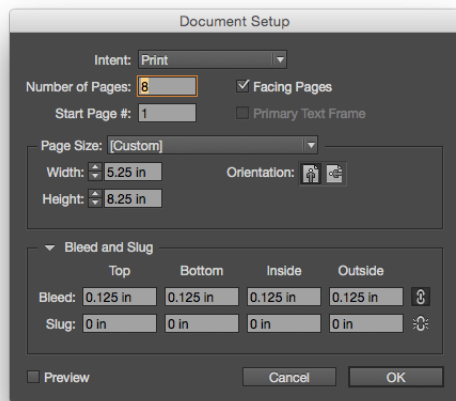 Document Setup
Intent: Print
Number of Pages: 8 Facing Pages
Start Page #: 1 Primary Text Frame
Page Size: [Custom]
Width: 5.25 in Orientation:
Height: 8.25 in
Bleed and Slug
Top Bottom Inside Outside
Bleed: 0.125 in 0.125 in 0.125 in 0.125 in
Slug: 0 in 0 in 0 in 0 in
Preview Cancel OK